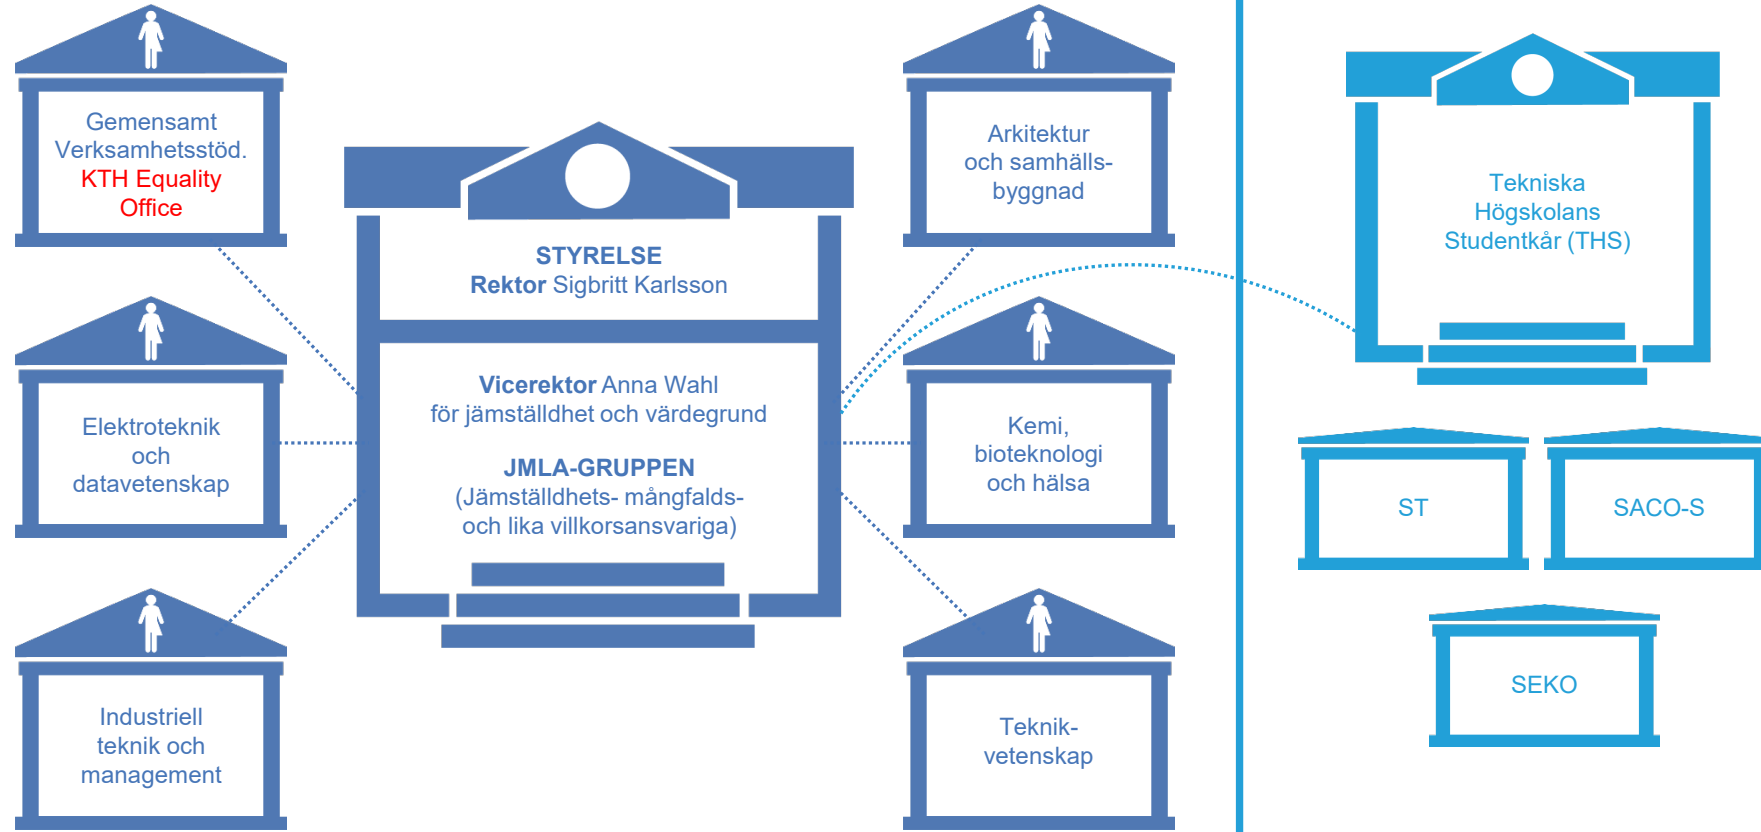 Gemensamt
Verksamhetsstöd.
KTH Equality
Office
Elektroteknik
och
datavetenskap
Industriell
teknik och
management
STYRELSE
Rektor Sigbritt Karlsson
Vicerektor Anna Wahl
för jämställdhet och värdegrund
JMLA-GRUPPEN
(Jämställdhets- mångfalds-
och lika villkorsansvariga)
Arkitektur
och samhälls-
byggnad
Kemi,
bioteknologi
och hälsa
Teknik-
vetenskap
Tekniska
Högskolans
Studentkår (THS)
ST
SACO-S
SEKO